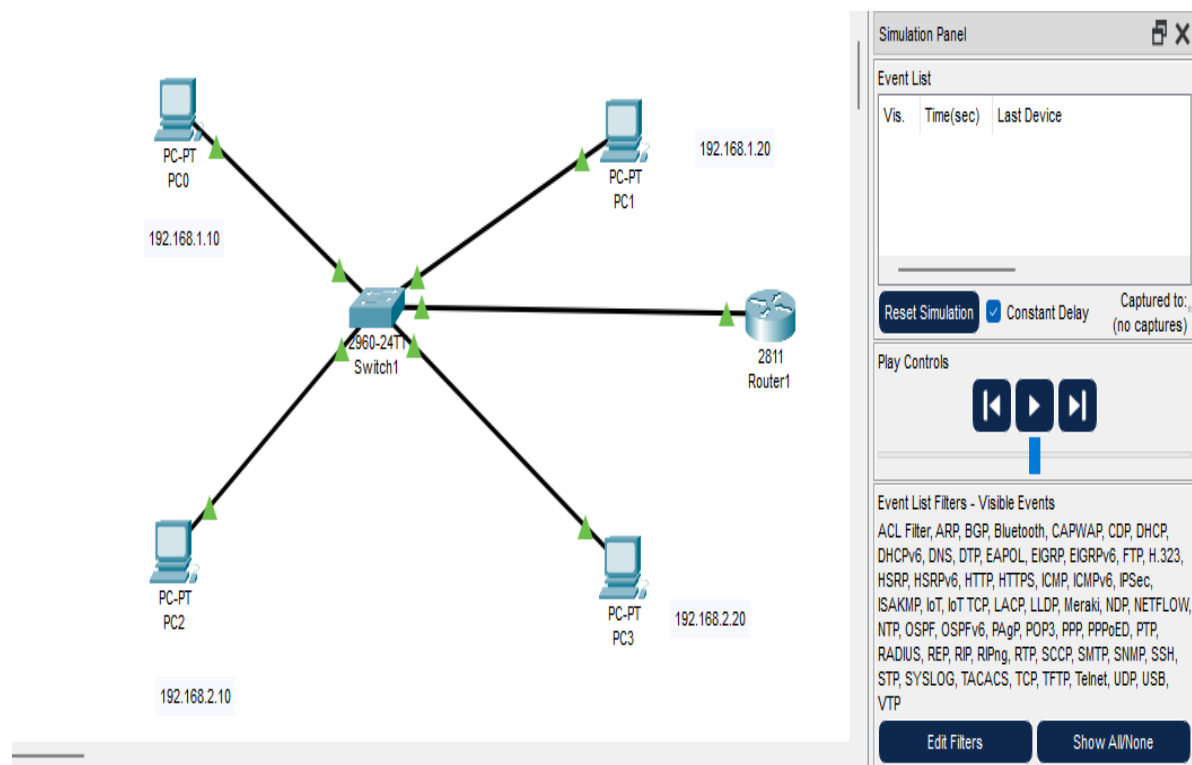 PC-PT
PC0
192.168.1.10
PC-PT
PC1
192.168.1.20
2960-24TT
Switch1
2811
Router1
PC-PT
PC2
192.168.2.10
PC-PT
PC3
192.168.2.20
Simulation Panel
Event List
Vis. Time(sec) Last Device
Reset Simulation Constant Delay Captured to:
(no captures)
Play Controls
Event List Filters - Visible Events
ACL Filter, ARP, BGP, Bluetooth, CAPWAP, CDP, DHCP,
DHCPv6, DNS, DTP, EAPOL, EIGRP, EIGRPv6, FTP, H.323,
HSRP, HSRPv6, HTTP, HTTPS, ICMP, ICMPv6, IPSec,
ISAKMP, IoT, IoT TCP, LACP, LLDP, Meraki, NDP, NETFLOW,
NTP, OSPF, OSPFv6, PAgP, POP3, PPP, PPPoED, PTP,
RADIUS, REP, RIP, RIPng, RTP, SCCP, SMTP, SNMP, SSH,
STP, SYSLOG, TACACS, TCP, TFTP, Telnet, UDP, USB,
VTP
Edit Filters Show All/None